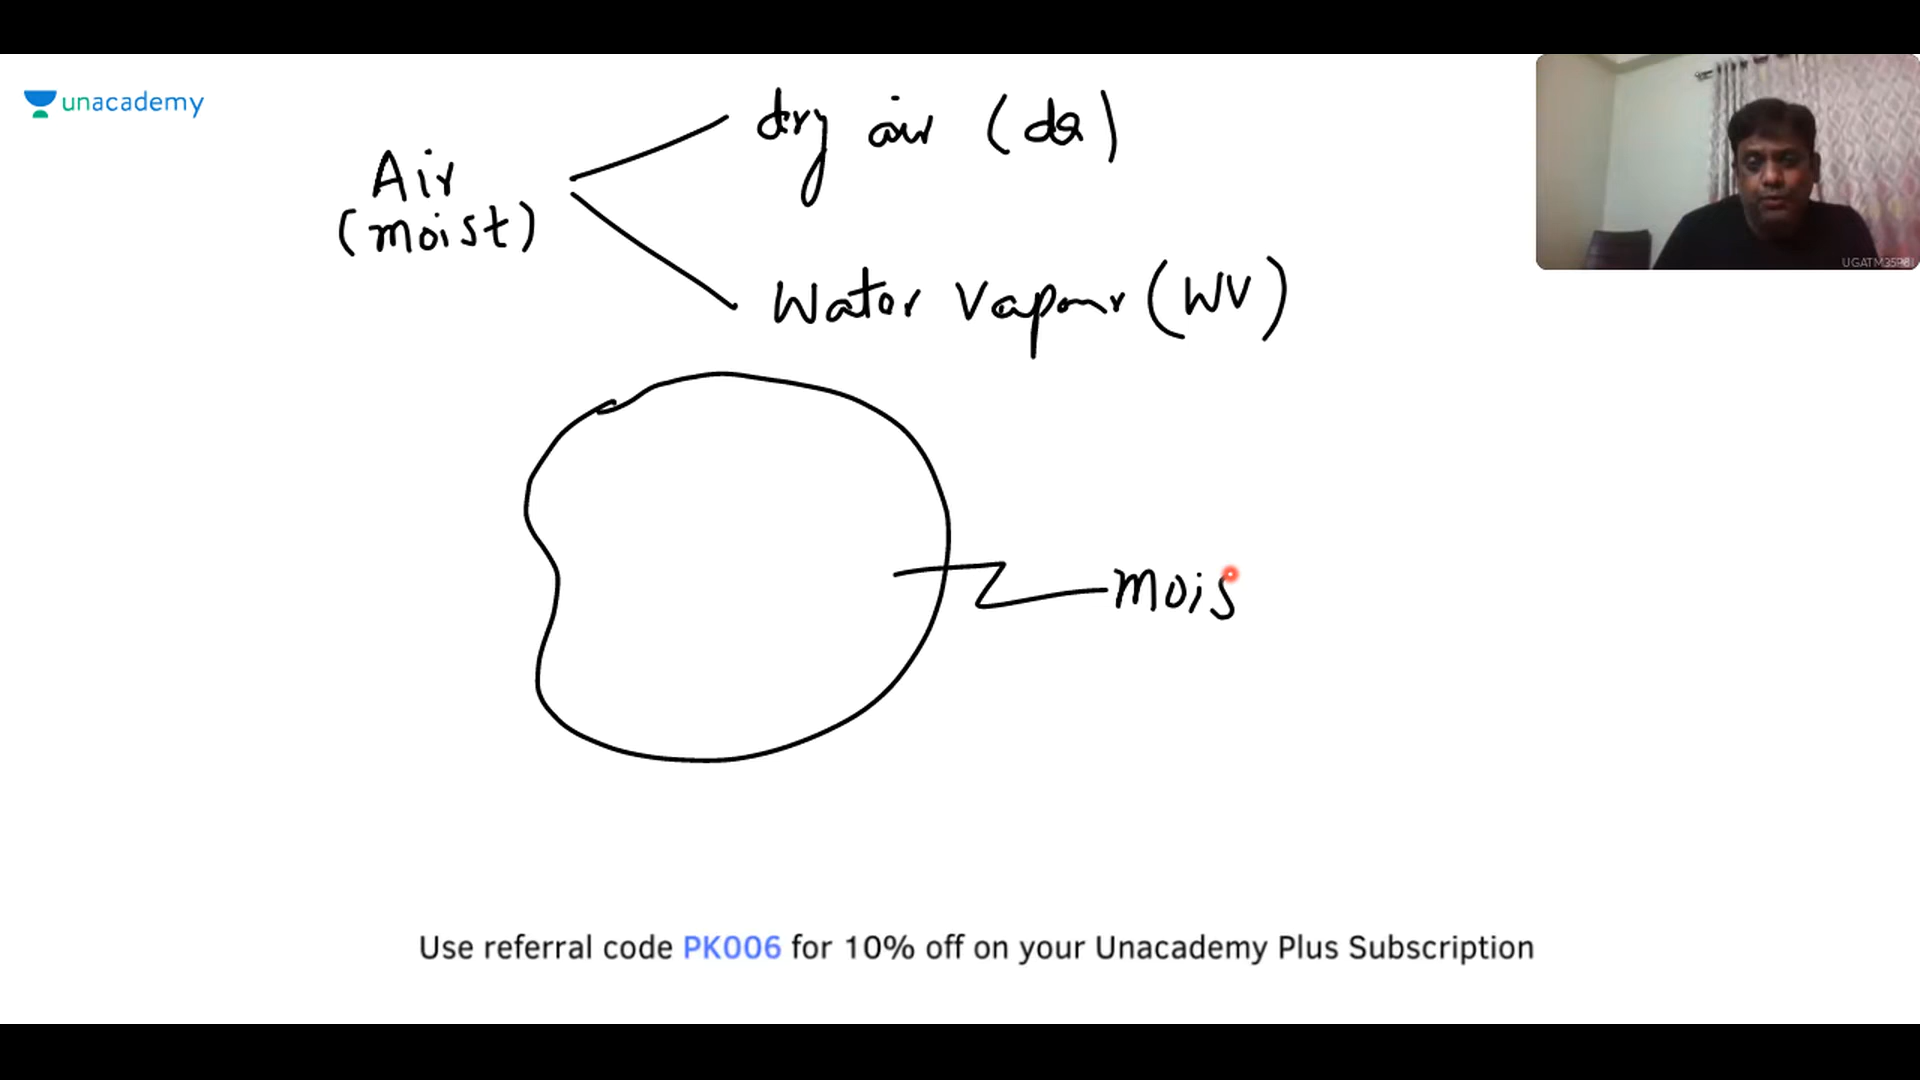 unacademy
dry air (da)
Air
(moist)
Water Vapour (WV)
mois
Use referral code PK006 for 10% off on your Unacademy Plus Subscription